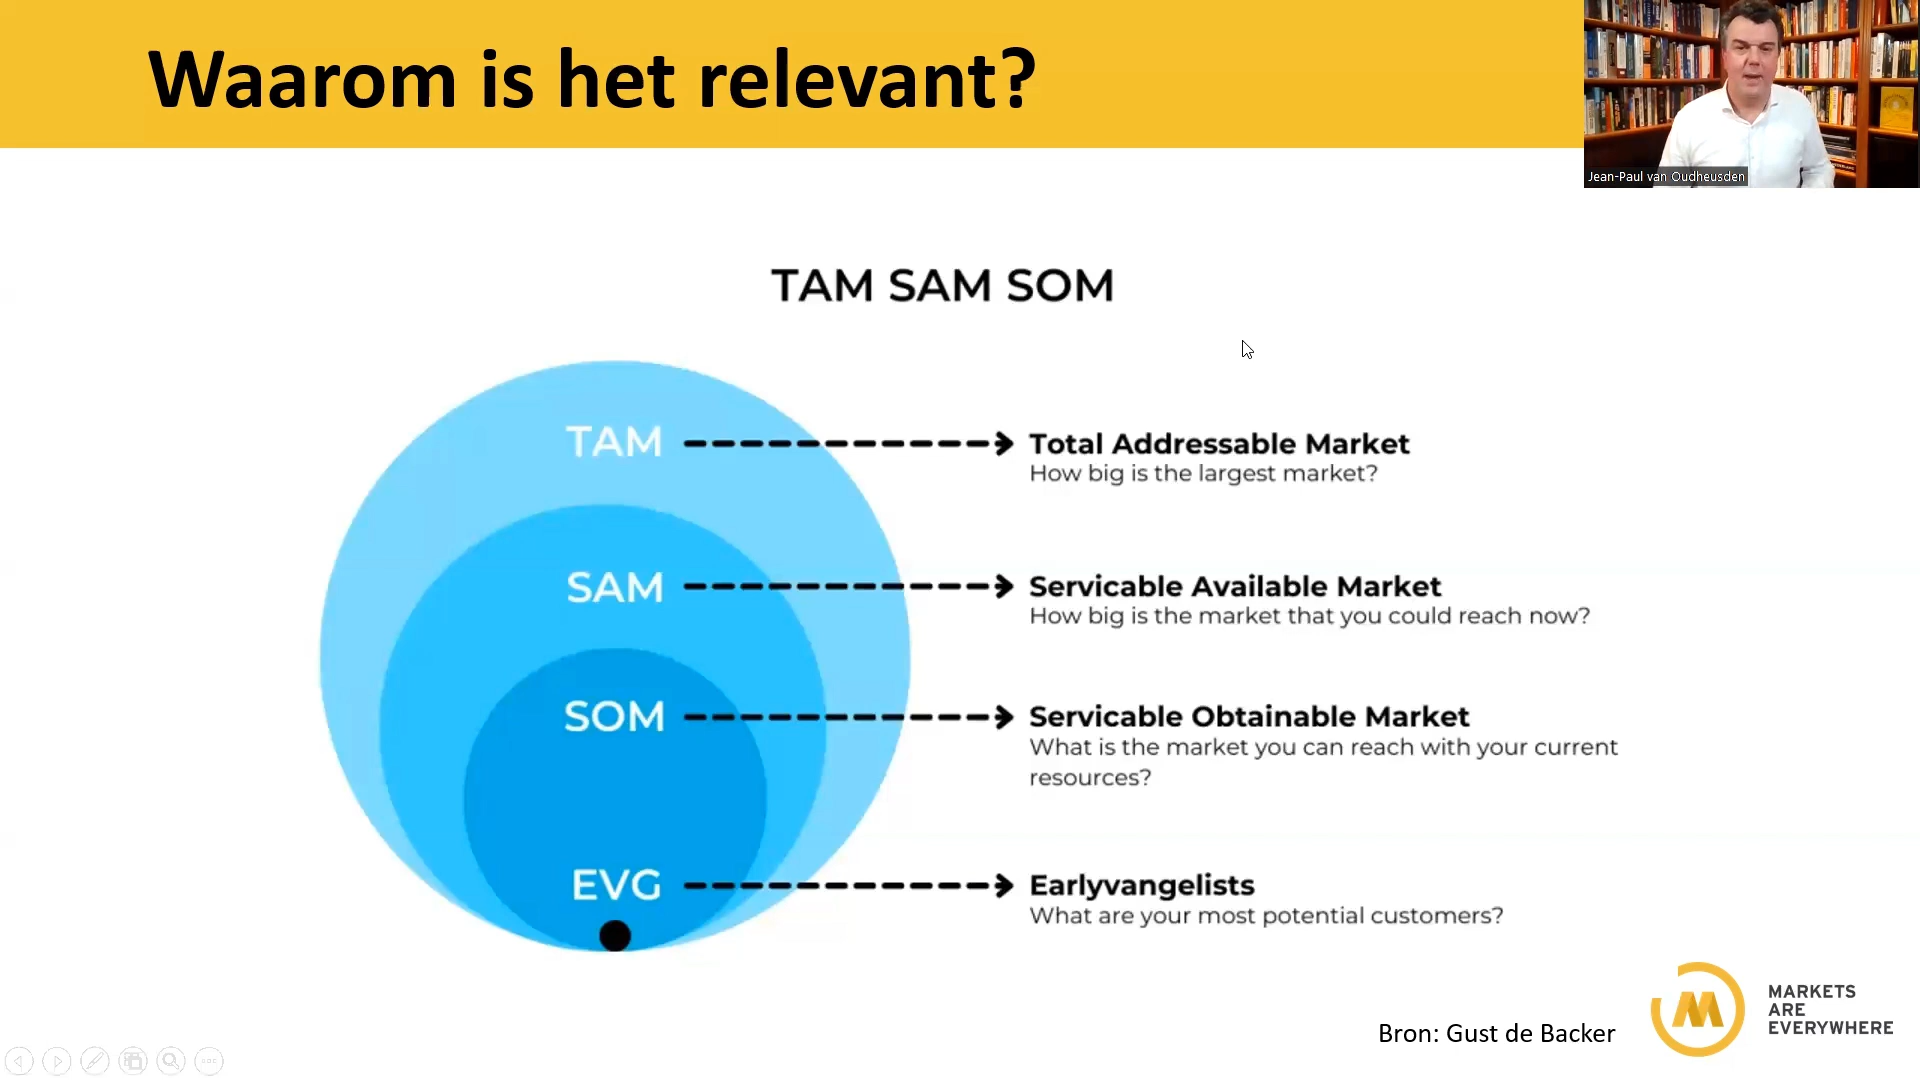 Waarom is het relevant?
Jean-Paul van Oudheusden
TAM SAM SOM
TAM
Total Addressable Market
How big is the largest market?
SAM
Servicable Available Market
How big is the market that you could reach now?
SOM
Servicable Obtainable Market
What is the market you can reach with your current
resources?
EVG
Earlyvangelists
What are your most potential customers?
Bron: Gust de Backer
MARKETS
ARE
EVERYWHERE